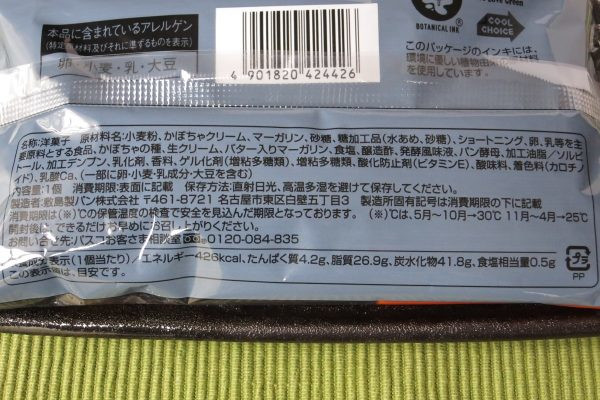 本品に含まれているアレルゲン
(特定原材料及びそれに準ずるものを表示)
卵・小麦・乳・大豆
4 901820 424426
BOTANICAL INK
COOL
CHOICE
このパッケージのインキには、
環境に優しい植物由来
を使用しています。
名称:洋菓子 原材料名:小麦粉、かぼちゃクリーム、マーガリン、砂糖、糖加工品(水あめ、砂糖)、ショートニング、卵、乳等を主
要原料とする食品、かぼちゃの種、生クリーム、バター入りマーガリン、食塩、醸造酢、発酵風味液、パン酵母、加工油脂/ソルビ
トール、加工デンプン、乳化剤、香料、ゲル化剤(増粘多糖類)、増粘多糖類、酸化防止剤(ビタミンE)、酸味料、着色料(カロチ
ノイド)、乳酸Ca、(一部に卵・小麦・乳成分・大豆を含む)
内容量:1個 消費期限:表面に記載 保存方法:直射日光、高温多湿を避けて保存してください。
製造者:敷島製パン株式会社 〒461-8721 名古屋市東区白壁五丁目3 製造所固有記号は消費期限の下に記載
消費期限は(※)℃の保管温度の検査で安全を見込んだ期限となっております。(※)℃は、5月〜10月→30℃ 11月〜4月→25℃
開封後は、できるだけお早めにお召し上がりください。
お問い合せ先:パスコお客さま相談室 0120-084-835
栄養成分表示(1個当たり)/エネルギー426kcal、たんぱく質4.2g、脂質26.9g、炭水化物41.8g、食塩相当量0.5g
この表示値は、目安です。
プラ
PP